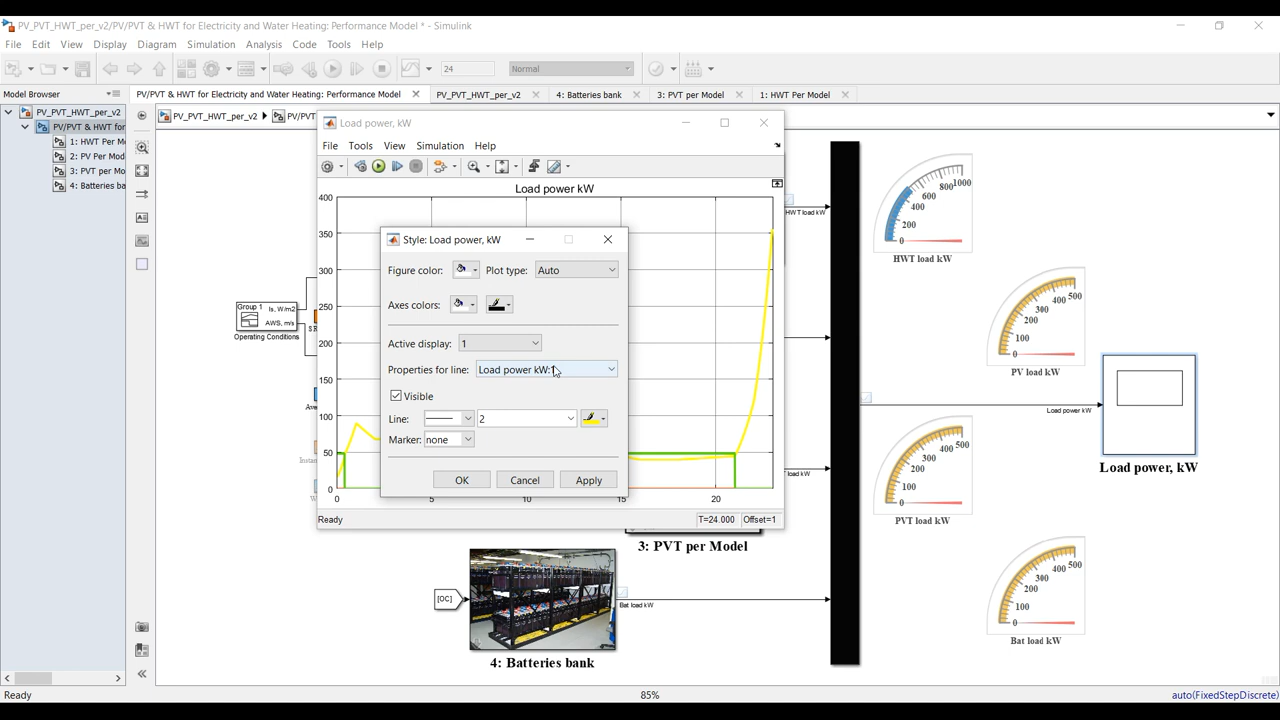 PV_PVT_HWT_per_v2/PV/PVT & HWT for Electricity and Water Heating: Performance Model * - Simulink
File Edit View Display Diagram Simulation Analysis Code Tools Help
24 Normal
Model Browser
PV/PVT & HWT for Electricity and Water Heating: Performance Model
PV_PVT_HWT_per_v2
4: Batteries bank
3: PVT per Model
1: HWT Per Model
PV_PVT_HWT_per_v2
PV/PVT & HWT for
1: HWT Per M
2: PV Per Mod
3: PVT per Mo
4: Batteries ba
PV_PVT_HWT_per_v2
PV/PVT
Load power, kW
File Tools View Simulation Help
Load power kW
400
350
300
250
200
150
100
50
0
0 5 10 15 20
Ready
T=24.000 Offset=1
Style: Load power, kW
Figure color:
Plot type: Auto
Axes colors:
Active display: 1
Properties for line: Load power kW:1
Visible
Line: 2
Marker: none
OK Cancel Apply
Group 1
Is, W/m2
AWS, m/s
Operating Conditions
HWT load kW
load kW
Load power kW
Load power, kW
0 200 400 600 800 1000
HWT load kW
0 100 200 300 400 500
PV load kW
0 100 200 300 400 500
PVT load kW
0 100 200 300 400 500
Bat load kW
3: PVT per Model
[OC]
Bat load kW
4: Batteries bank
Ready
85%
auto(FixedStepDiscrete)